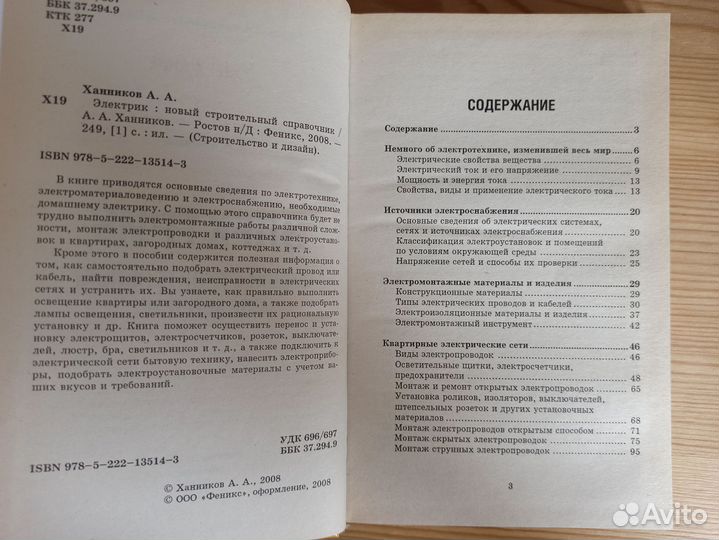 ББК 37.294.9
КТК 277
Х19
Ханников А. А.
Х19 Электрик : новый строительный справочник /
А. А. Ханников. — Ростов н/Д : Феникс, 2008. —
249, [1] с. : ил. — (Строительство и дизайн).
ISBN 978-5-222-13514-3
В книге приводятся основные сведения по электротехнике,
электроматериаловедению и электроснабжению, необходимые
домашнему электрику. С помощью этого справочника будет не
трудно выполнить электромонтажные работы различной слож-
ности, монтаж электропроводки и различных электроустано-
вок в квартирах, загородных домах, коттеджах и т. д.
Кроме этого в пособии содержится полезная информация о
том, как самостоятельно подобрать электрический провод или
кабель, найти повреждения, неисправности в электрических
сетях и устранить их. Вы узнаете, как правильно выполнить
освещение квартиры или загородного дома, а также подобрать
лампы освещения, светильники, произвести их рациональную
установку и др. Книга поможет осуществить перенос и уста-
новку электрощитов, электросчетчиков, розеток, выключате-
лей, люстр, бра, светильников и т. д., а также подключить к
электрической сети бытовую технику, навесить электроприбо-
ры, подобрать электроустановочные материалы с учетом ва-
ших вкусов и требований.
УДК 696/697
ББК 37.294.9
ISBN 978-5-222-13514-3
© Ханников А. А., 2008
© ООО «Феникс», оформление, 2008
СОДЕРЖАНИЕ
Содержание 3
Немного об электротехнике, изменившей весь мир 6
Электрические свойства вещества 6
Электрический ток и его напряжение 9
Мощность и энергия тока 13
Свойства, виды и применение электрического тока 13
Источники электроснабжения 20
Основные сведения об электрических системах,
сетях и источниках электроснабжения 20
Классификация электроустановок и помещений
по условиям окружающей среды 23
Напряжение сетей и способы их проверки 25
Электромонтажные материалы и изделия 29
Конструкционные материалы 29
Типы электрических проводов и кабелей 30
Электроизоляционные материалы и изделия 37
Электромонтажный инструмент 42
Квартирные электрические сети 46
Виды электропроводок 46
Осветительные щитки, электросчетчики,
предохранители 48
Монтаж и ремонт открытых электропроводок 65
Установка роликов, изоляторов, выключателей,
штепсельных розеток и других установочных
материалов 68
Монтаж электропроводов открытым способом 71
Монтаж скрытых электропроводок 75
Монтаж струнных электропроводок 95
3
Avito